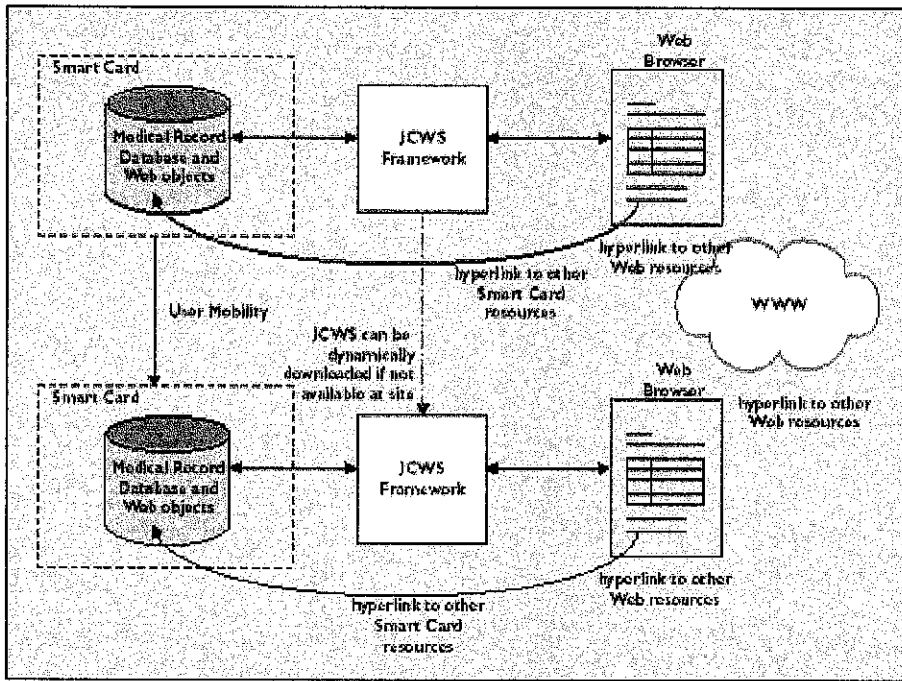 Web
Browser
Smart Card
Medical Record
Database and
Web objects
JCWS
Framework
hyperlink to other
Web resources
hyperlink to other
Smart Card
resources
WWW
User Mobility
JCWS can be
dynamically
downloaded if not
available at site
Web
Browser
Smart Card
hyperlink to other
Web resources
Medical Record
Database and
Web objects
JCWS
Framework
hyperlink to other
Web resources
hyperlink to other
Smart Card
resources